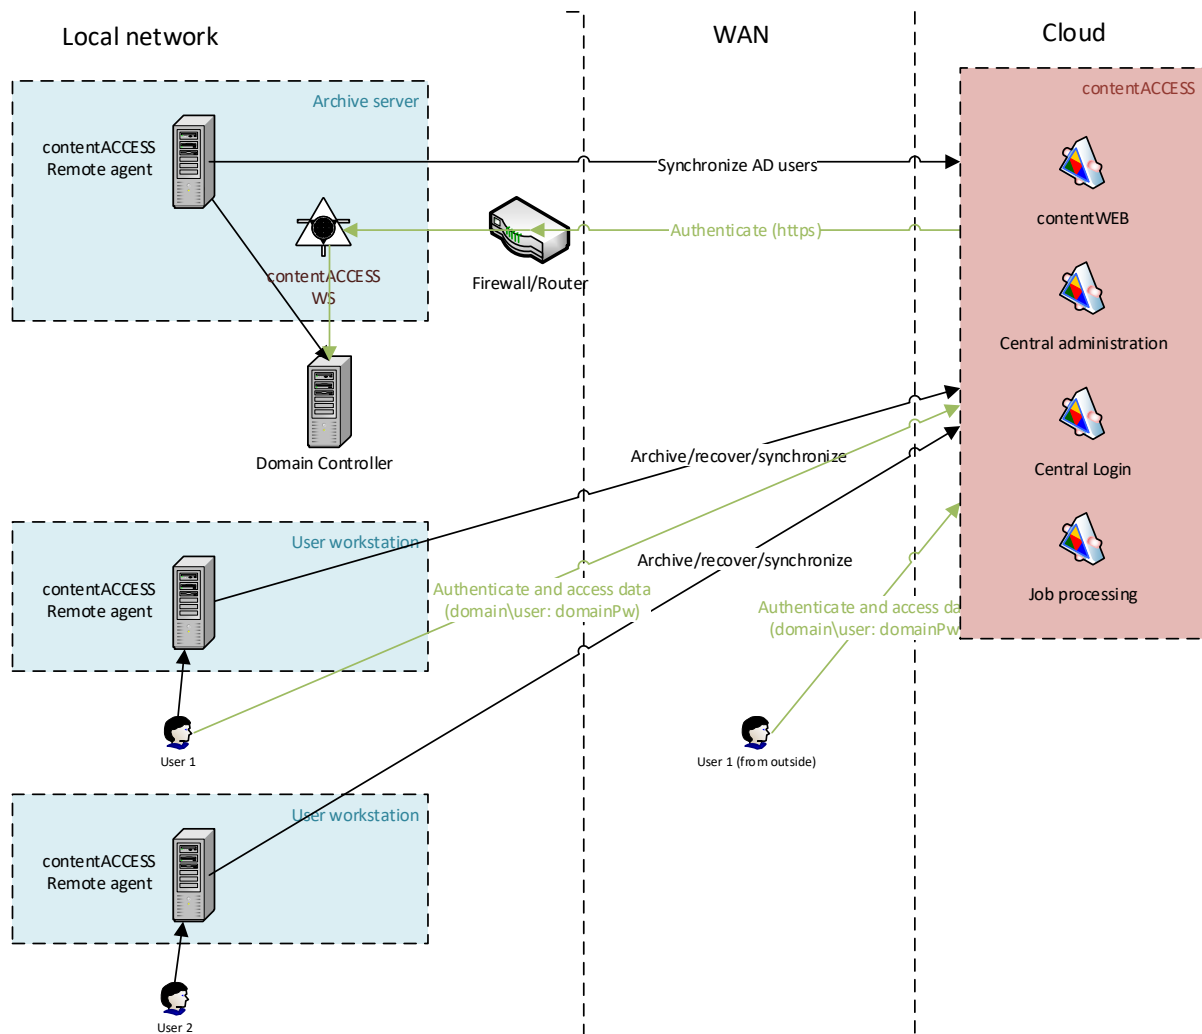 Local network
WAN
Cloud
Archive server
contentACCESS
contentACCESS
Remote agent
Synchronize AD users
contentWEB
Authenticate (https)
contentACCESS
WS
Firewall/Router
Central administration
Domain Controller
Archive/recover/synchronize
Central Login
User workstation
contentACCESS
Remote agent
Archive/recover/synchronize
Authenticate and access data
(domain\user: domainPw)
Authenticate and access da
(domain\user: domainPw
Job processing
User 1
User 1 (from outside)
User workstation
contentACCESS
Remote agent
User 2